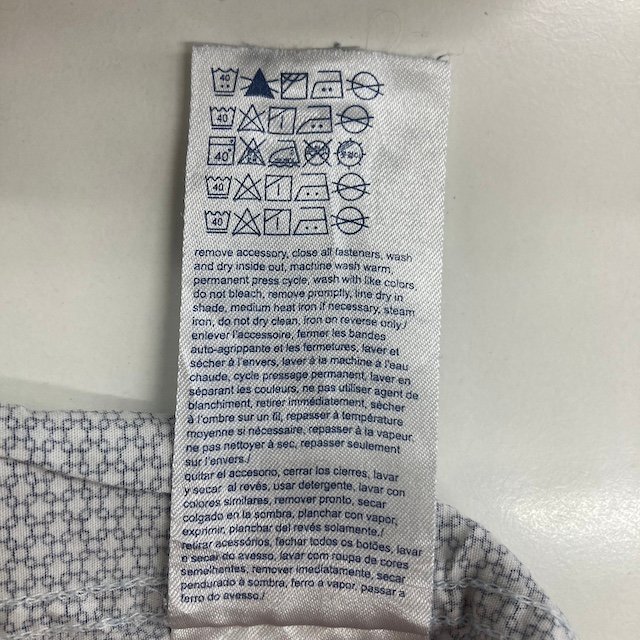 40
40
40°
40
40
remove accessory, close all fasteners, wash
and dry inside out, machine wash warm,
permanent press cycle, wash with like colors,
do not bleach, remove promptly, line dry in
shade, medium heat iron if necessary, steam
iron, do not dry clean, iron on reverse only./
enlever l'accessoire, fermer les bandes
auto-agrippante et les fermetures, laver et
sécher à l'envers, laver à la machine à l'eau
chaude, cycle pressage permanent, laver en
séparant les couleurs, ne pas utiliser agent de
blanchiment, retirer immédiatement, sécher
à l'ombre sur un fil, repasser à température
moyenne si nécessaire, repasser à la vapeur,
ne pas nettoyer à sec, repasser seulement
sur l'envers./
quitar el accesorio, cerrar los cierres, lavar
y secar al revés, usar detergente, lavar con
colores similares, remover pronto, secar
colgado en la sombra, planchar con vapor,
exprimir, planchar del revés solamente./
retirar acessórios, fechar todos os botões, lavar
e secar do avesso, lavar com roupa de cores
semelhantes, remover imediatamente, secar
pendurado à sombra, ferro a vapor, passar a
ferro do avesso./